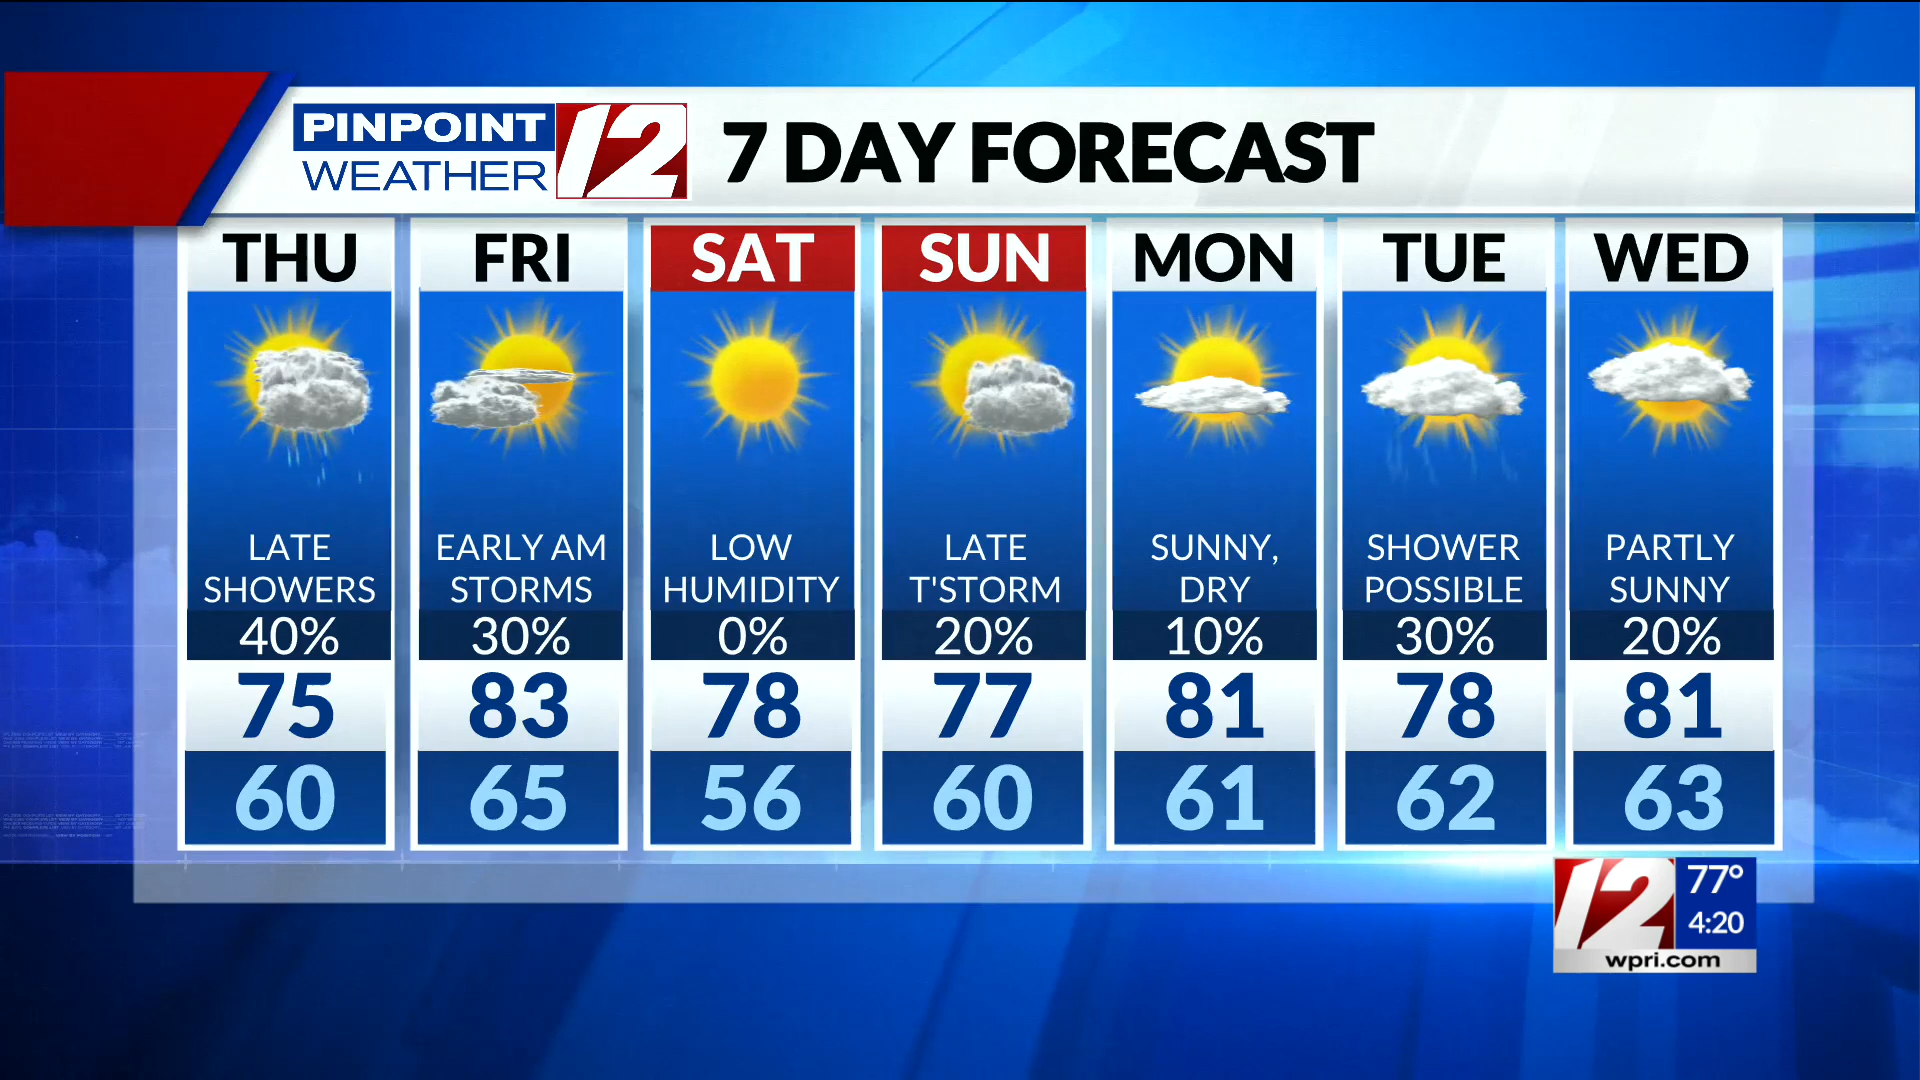 PINPOINT
WEATHER
12
7 DAY FORECAST
THU
FRI
SAT
SUN
MON
TUE
WED
LATE
SHOWERS
40%
75
60
EARLY AM
STORMS
30%
83
65
LOW
HUMIDITY
0%
78
56
LATE
T'STORM
20%
77
60
SUNNY,
DRY
10%
81
61
SHOWER
POSSIBLE
30%
78
62
PARTLY
SUNNY
20%
81
63
12
77°
4:20
wpri.com